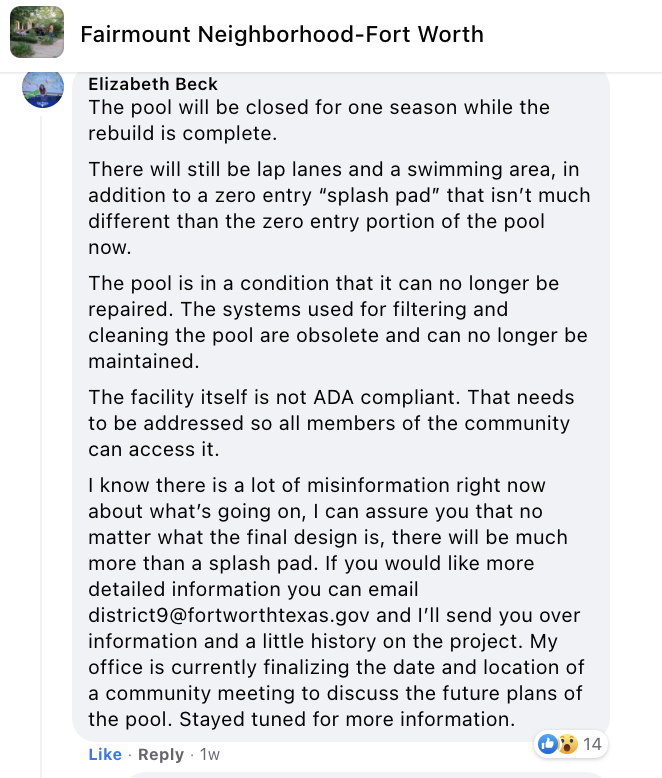 Fairmount Neighborhood-Fort Worth
Elizabeth Beck
The pool will be closed for one season while the
rebuild is complete.
There will still be lap lanes and a swimming area, in
addition to a zero entry “splash pad” that isn’t much
different than the zero entry portion of the pool
now.
The pool is in a condition that it can no longer be
repaired. The systems used for filtering and
cleaning the pool are obsolete and can no longer be
maintained.
The facility itself is not ADA compliant. That needs
to be addressed so all members of the community
can access it.
I know there is a lot of misinformation right now
about what’s going on, I can assure you that no
matter what the final design is, there will be much
more than a splash pad. If you would like more
detailed information you can email
district9@fortworthtexas.gov and I’ll send you over
information and a little history on the project. My
office is currently finalizing the date and location of
a community meeting to discuss the future plans of
the pool. Stayed tuned for more information.
Like · Reply · 1w 14